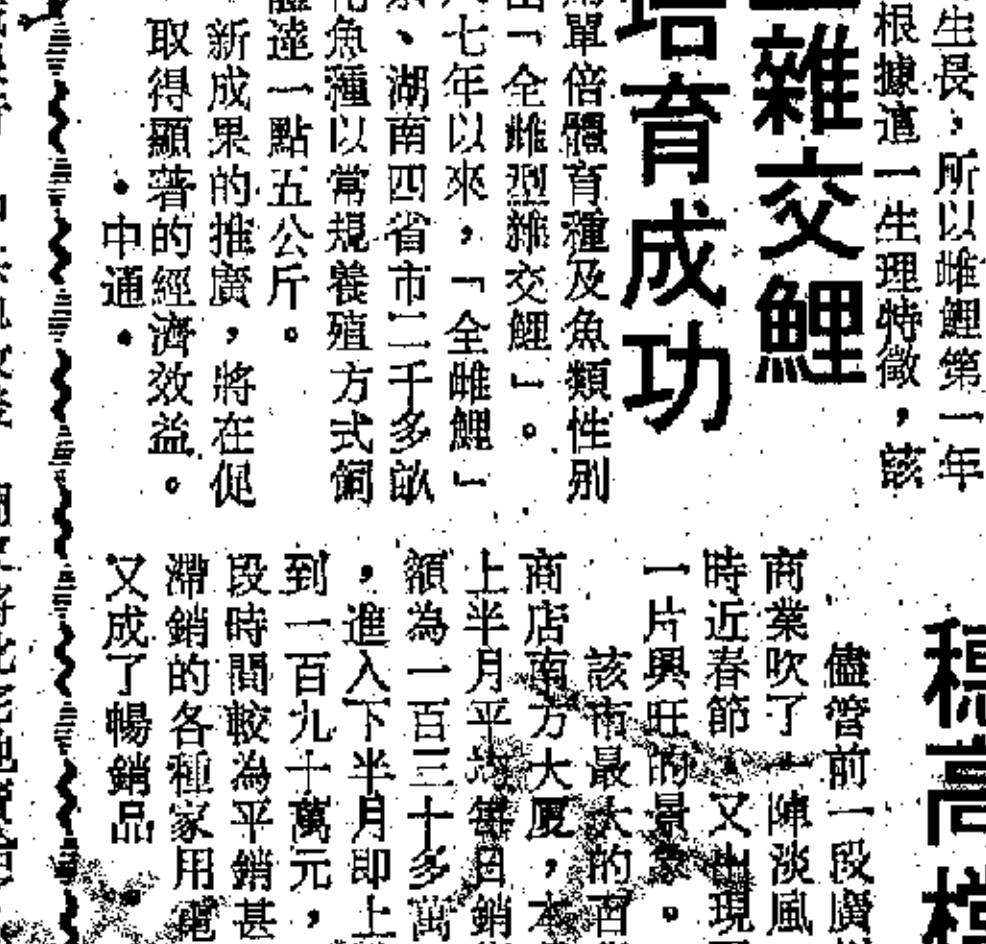 生長，所以雌鯉第一年
根據這一生理特徵，該
雜交鯉
培育成功
單倍體育種及魚類性別
「全雌型雜交鯉」。
七年以來，「全雌鯉」
、湖南四省市二千多畝
魚種以常規養殖方式飼
達一點五公斤。
新成果的推廣，將在促
取得顯著的經濟效益。
・中通・
穗高檔
儘管前一段廣
商業吹了一陣淡風
時近春節，又出現
一片興旺的景象。
該市最大的百
商店南方大厦，本
上半月平均每日銷
額為一百三十多萬
，進入下半月即上
到一百九十萬元，
段時間較為平銷甚
滯銷的各種家用電
又成了暢銷品